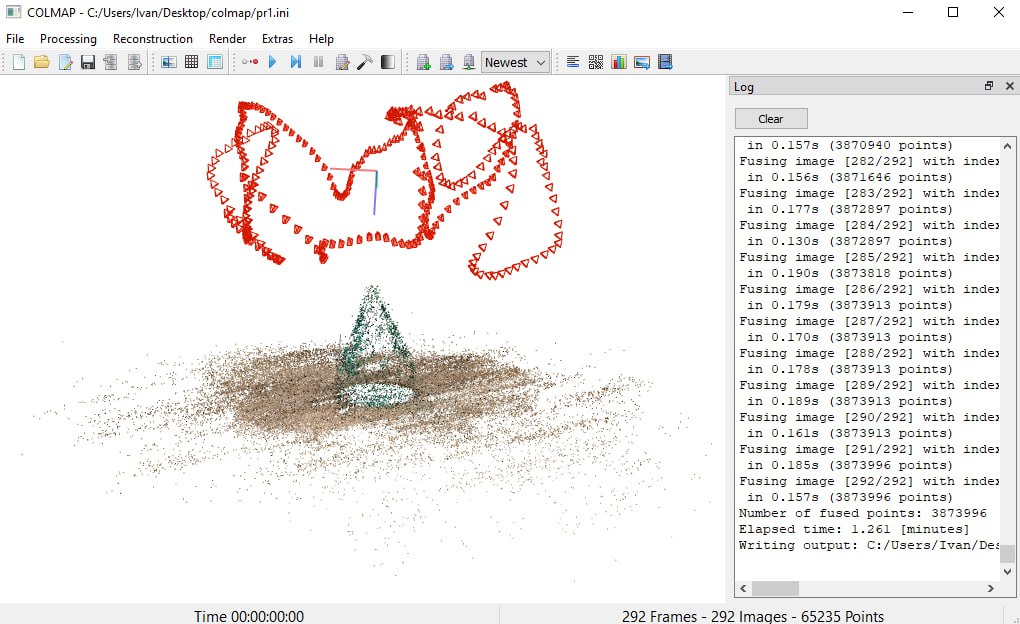 COLMAP - C:/Users/Ivan/Desktop/colmap/pr1.ini
File Processing Reconstruction Render Extras Help
Newest
Log
Clear
in 0.157s (3870940 points)
Fusing image [282/292] with index
in 0.156s (3871646 points)
Fusing image [283/292] with index
in 0.177s (3872897 points)
Fusing image [284/292] with index
in 0.130s (3872897 points)
Fusing image [285/292] with index
in 0.190s (3873818 points)
Fusing image [286/292] with index
in 0.179s (3873913 points)
Fusing image [287/292] with index
in 0.170s (3873913 points)
Fusing image [288/292] with index
in 0.178s (3873913 points)
Fusing image [289/292] with index
in 0.189s (3873913 points)
Fusing image [290/292] with index
in 0.161s (3873913 points)
Fusing image [291/292] with index
in 0.185s (3873996 points)
Fusing image [292/292] with index
in 0.157s (3873996 points)
Number of fused points: 3873996
Elapsed time: 1.261 [minutes]
Writing output: C:/Users/Ivan/Des
Time 00:00:00:00
292 Frames - 292 Images - 65235 Points